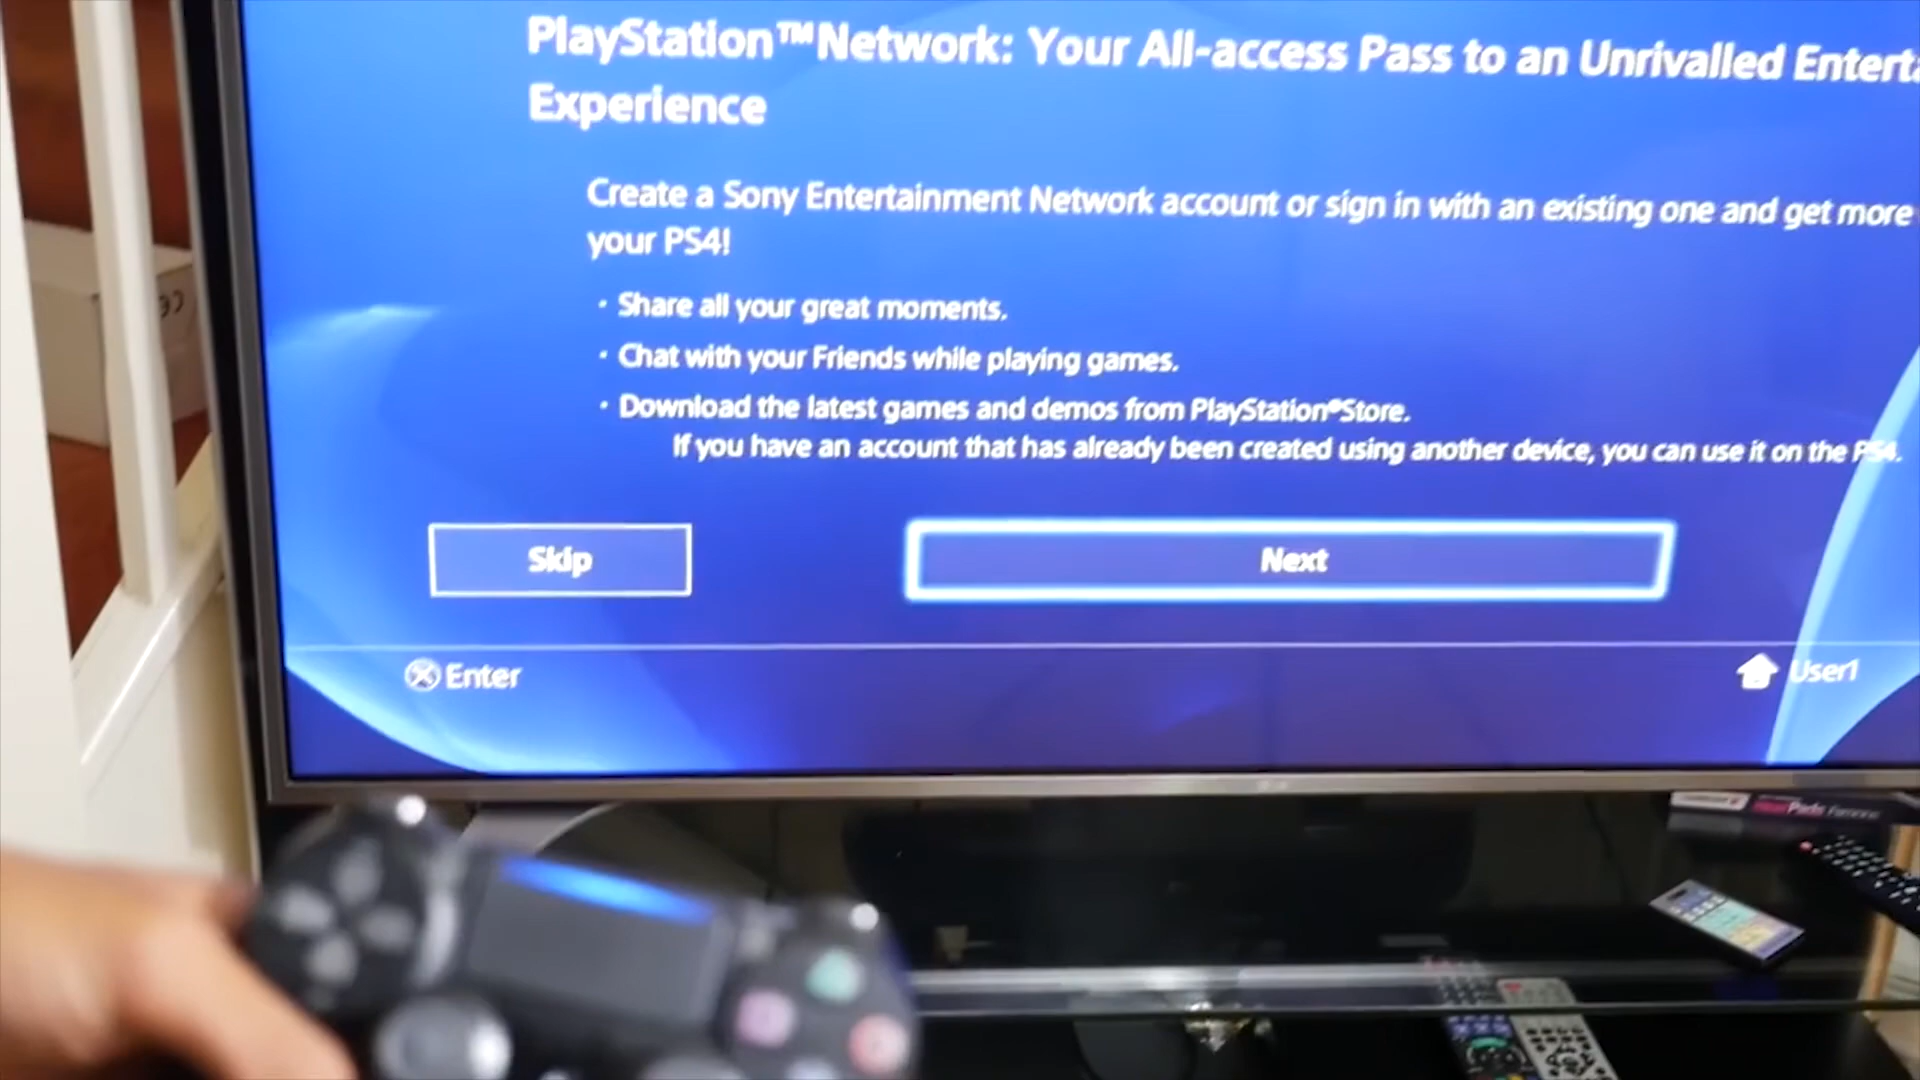 PlayStation™Network: Your All-access Pass to an Unrivalled
Experience
Create a Sony Entertainment Network account or sign in with an existing one and get more
your PS4!
· Share all your great moments.
· Chat with your Friends while playing games.
· Download the latest games and demos from PlayStation®Store.
If you have an account that has already been created using another device, you can use it on the PS4.
Skip
Next
Enter
User1
CE